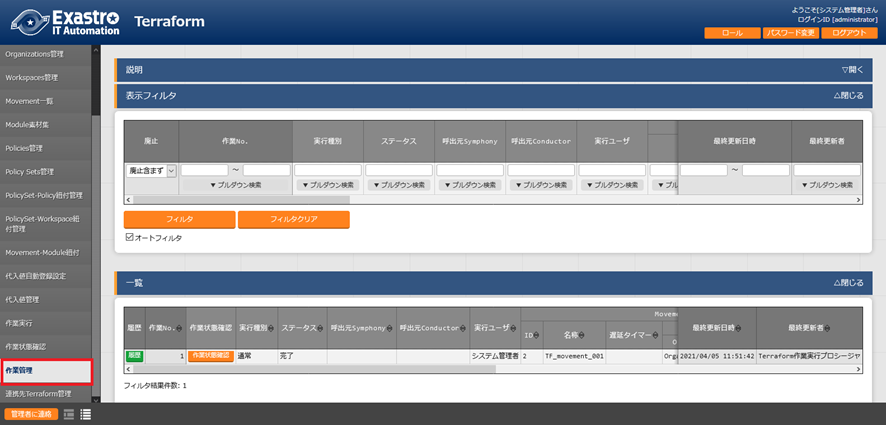 Exastro
IT Automation
Terraform
ようこそ[システム管理者]さん
ログインID [administrator]
ロール
パスワード変更
ログアウト
Organizations管理
Workspaces管理
Movement一覧
Module素材集
Policies管理
Policy Sets管理
PolicySet-Policy紐付管理
PolicySet-Workspace紐
付管理
Movement-Module紐付
代入値自動登録設定
代入値管理
作業実行
作業状態確認
作業管理
連携先Terraform管理
説明
▽開く
表示フィルタ
△閉じる
廃止 作業No. 実行種別 ステータス 呼出元Symphony 呼出元Conductor 実行ユーザ 最終更新日時 最終更新者
廃止含まず ～ ～
▼プルダウン検索 ▼プルダウン検索 ▼プルダウン検索 ▼プルダウン検索 ▼プルダウン検索 ▼プルダウン検索 ▼プルダ ▼プルダウン検索
フィルタ
フィルタクリア
オートフィルタ
一覧
△閉じる
Movem
履歴 作業No. 作業状態確認 実行種別 ステータス 呼出元Symphony 呼出元Conductor 実行ユーザ ID 名称 遅延タイマー 最終更新日時 最終更新者
履歴 1 作業状態確認 通常 完了 システム管理者 2 TF_movement_001 Orga 2021/04/05 11:51:42 Terraform作業実行プロシージャ
フィルタ結果件数: 1
管理者に連絡